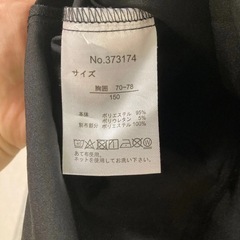 No.373174
サイズ
胸囲 70-78
150
本体 ポリエステル 95%
ポリウレタン 5%
別布部分 ポリエステル 100%